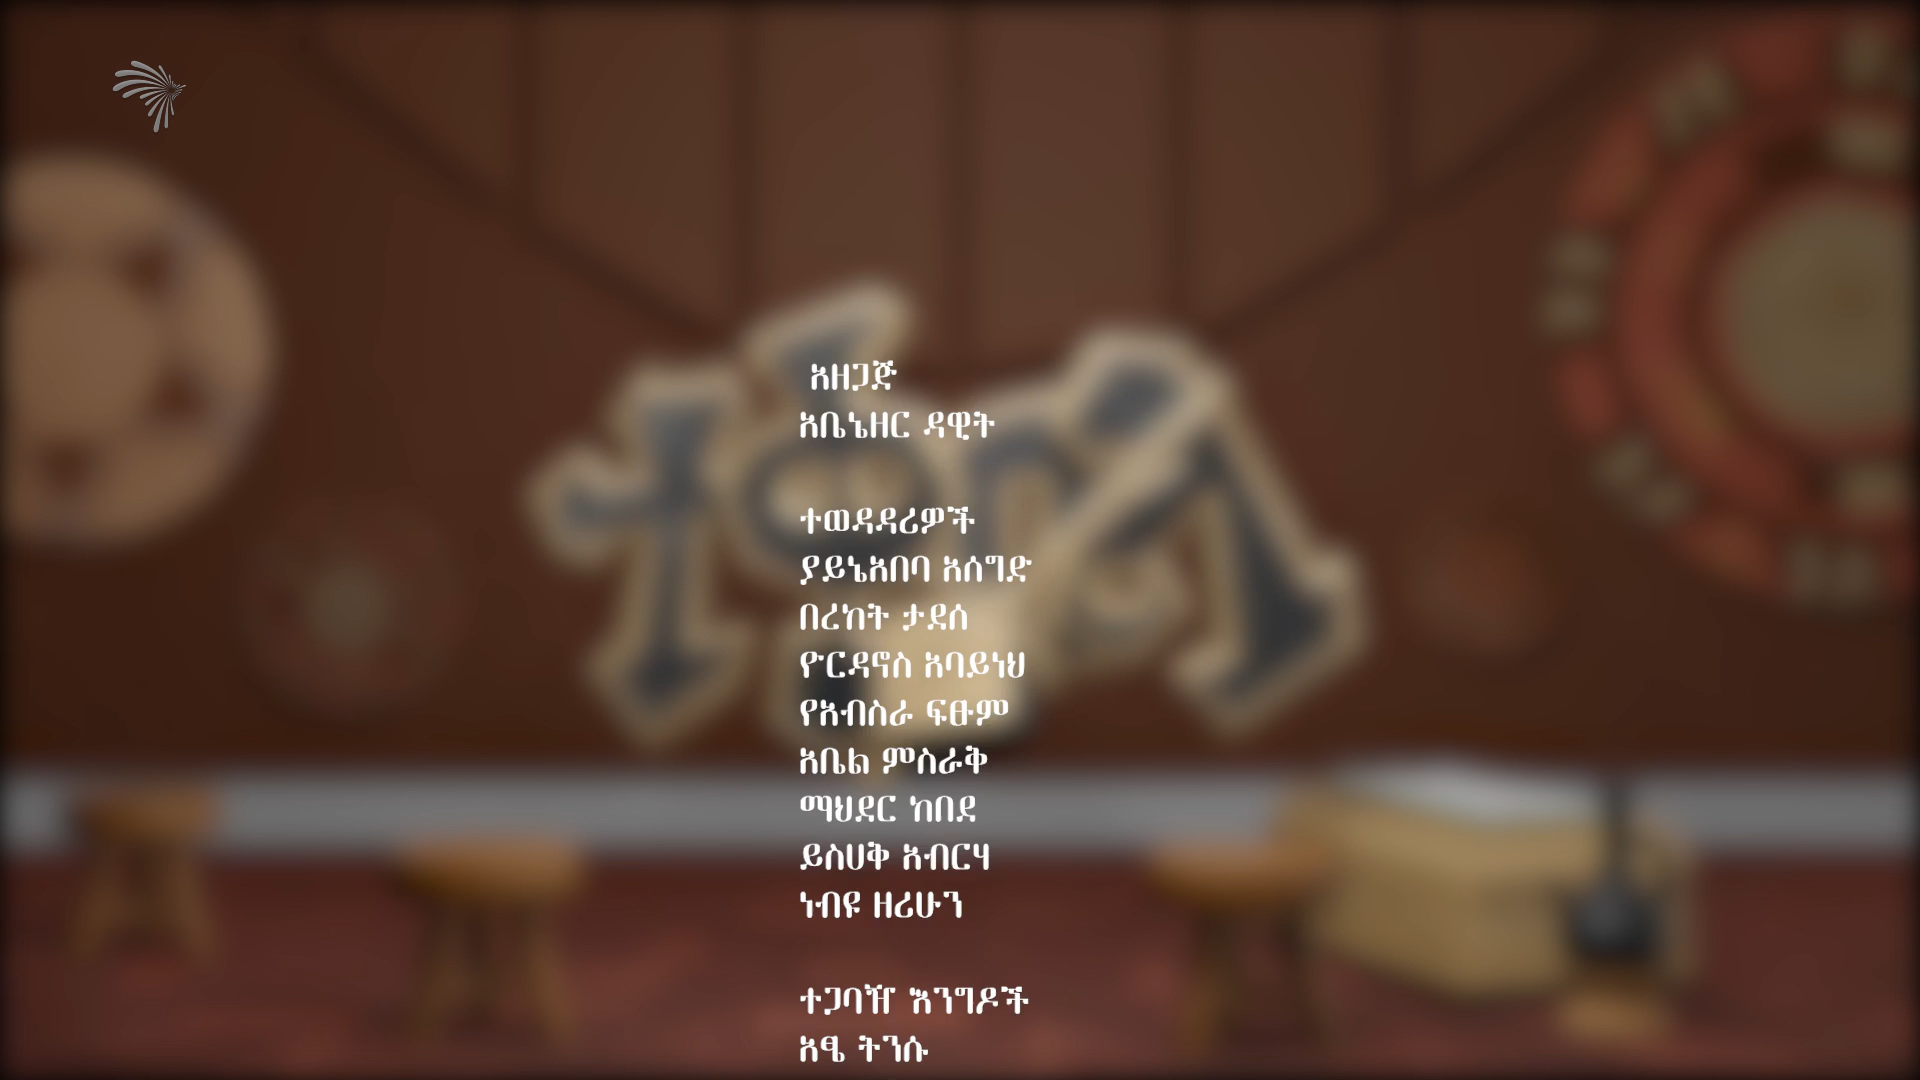 አዘጋጅ
አቤኔዘር ዳዊት
ተወዳዳሪዎች
ያይኔአበባ አሰግድ
በረከት ታደሰ
ዮርዳኖስ አባይነህ
የአብስራ ፍፁም
አቤል ምስራቅ
ማህደር ከበደ
ይስሀቅ አብርሃ
ነብዩ ዘሪሁን
ተጋባዥ እንግዶች
አፄ ትንሱ